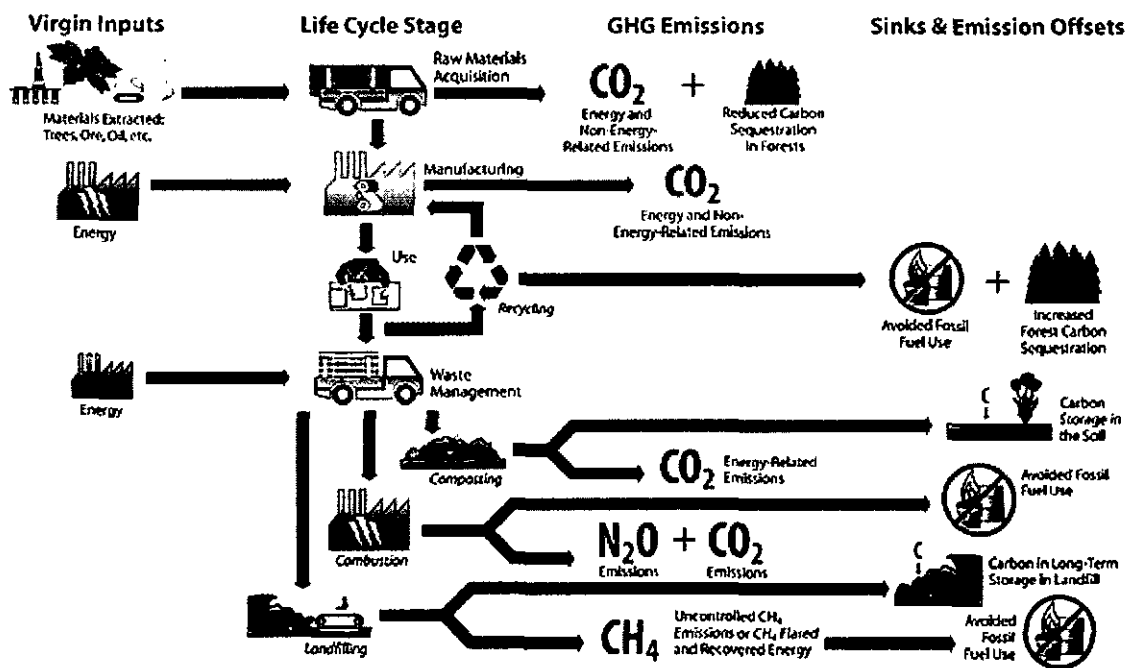 Virgin Inputs
Life Cycle Stage
GHG Emissions
Sinks & Emission Offsets
Materials Extracted:
Trees, Ore, Oil, etc.
Raw Materials
Acquisition
CO2
Energy and
Non-Energy-
Related Emissions
+
Reduced Carbon
Sequestration
in Forests
Energy
Manufacturing
CO2
Energy and Non-
Energy-Related Emissions
Use
Recycling
Avoided Fossil
Fuel Use
+
Increased
Forest Carbon
Sequestration
Energy
Waste
Management
Composting
C
Carbon
Storage in
the Soil
CO2
Energy-Related
Emissions
Combustion
Avoided Fossil
Fuel Use
N2O + CO2
Emissions
Emissions
Landfilling
C
Carbon in Long-Term
Storage in Landfill
CH4
Uncontrolled CH4
Emissions or CH4 Flared
and Recovered Energy
Avoided
Fossil
Fuel Use